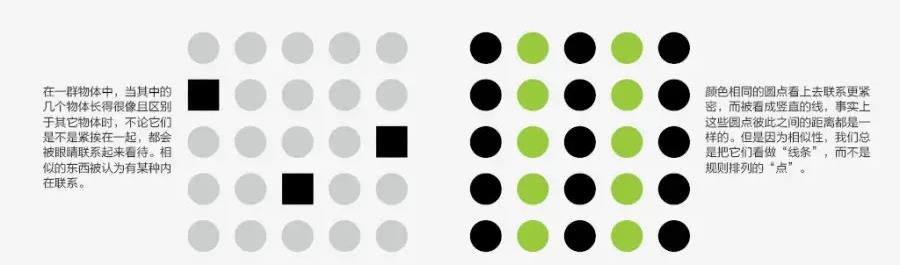 在一群物体中，当其中的
几个物体长得很像且区别
于其它物体时，不论它们
是不是紧挨在一起，都会
被眼睛联系起来看待。相
似的东西被认为有某种内
在联系。
颜色相同的圆点看上去联系更紧
密，而被看成竖直的线，事实上
这些圆点彼此之间的距离都是一
样的。但是因为相似性，我们总
是把它们看做“线条”，而不是
规则排列的“点”。